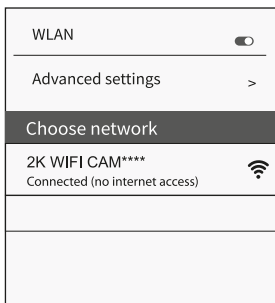 WLAN
Advanced settings >
Choose network
2K WIFI CAM****
Connected (no internet access)